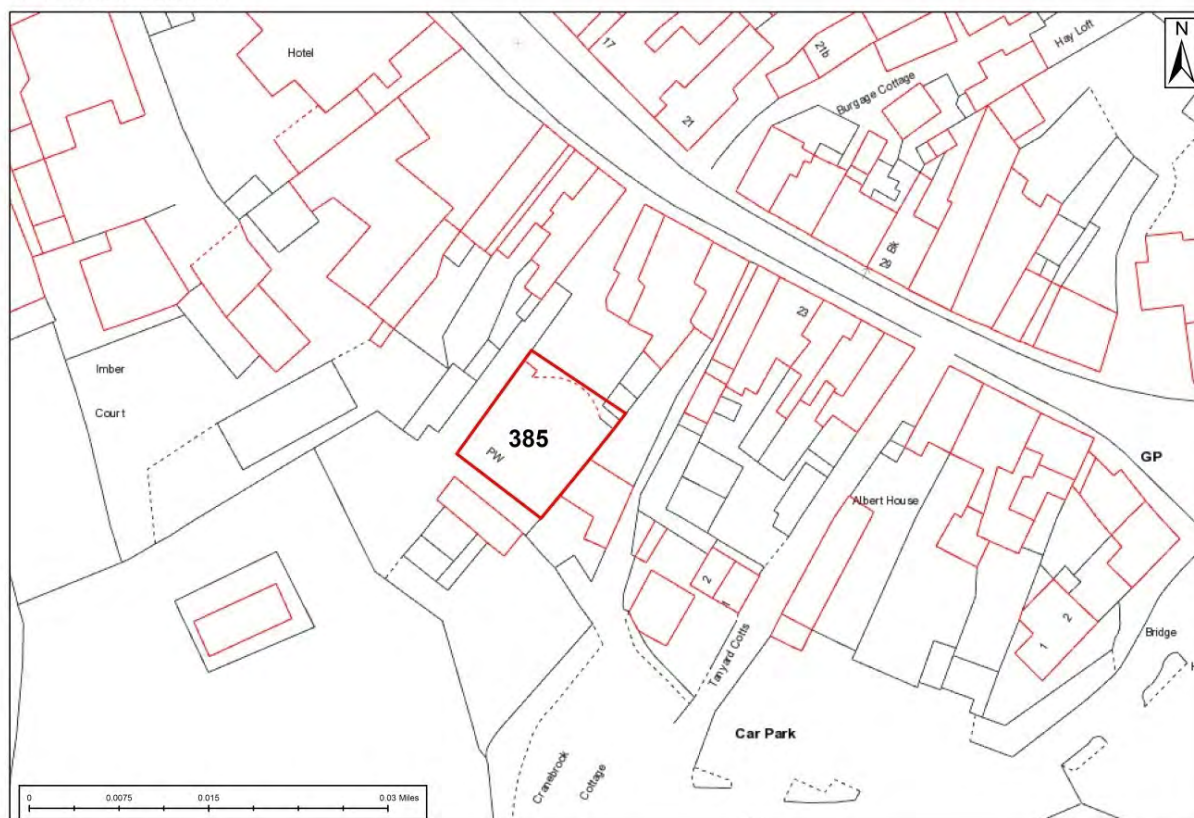 N
Hotel
17
21
21b
Hay Loft
Burgage Cottage
BK
29
23
Imber
Court
385
PW
GP
Albert House
2
1
2
Bridge
Tanyard Cotts
Car Park
Cranebrook
Cottage
0 0.0075 0.015 0.03 Miles